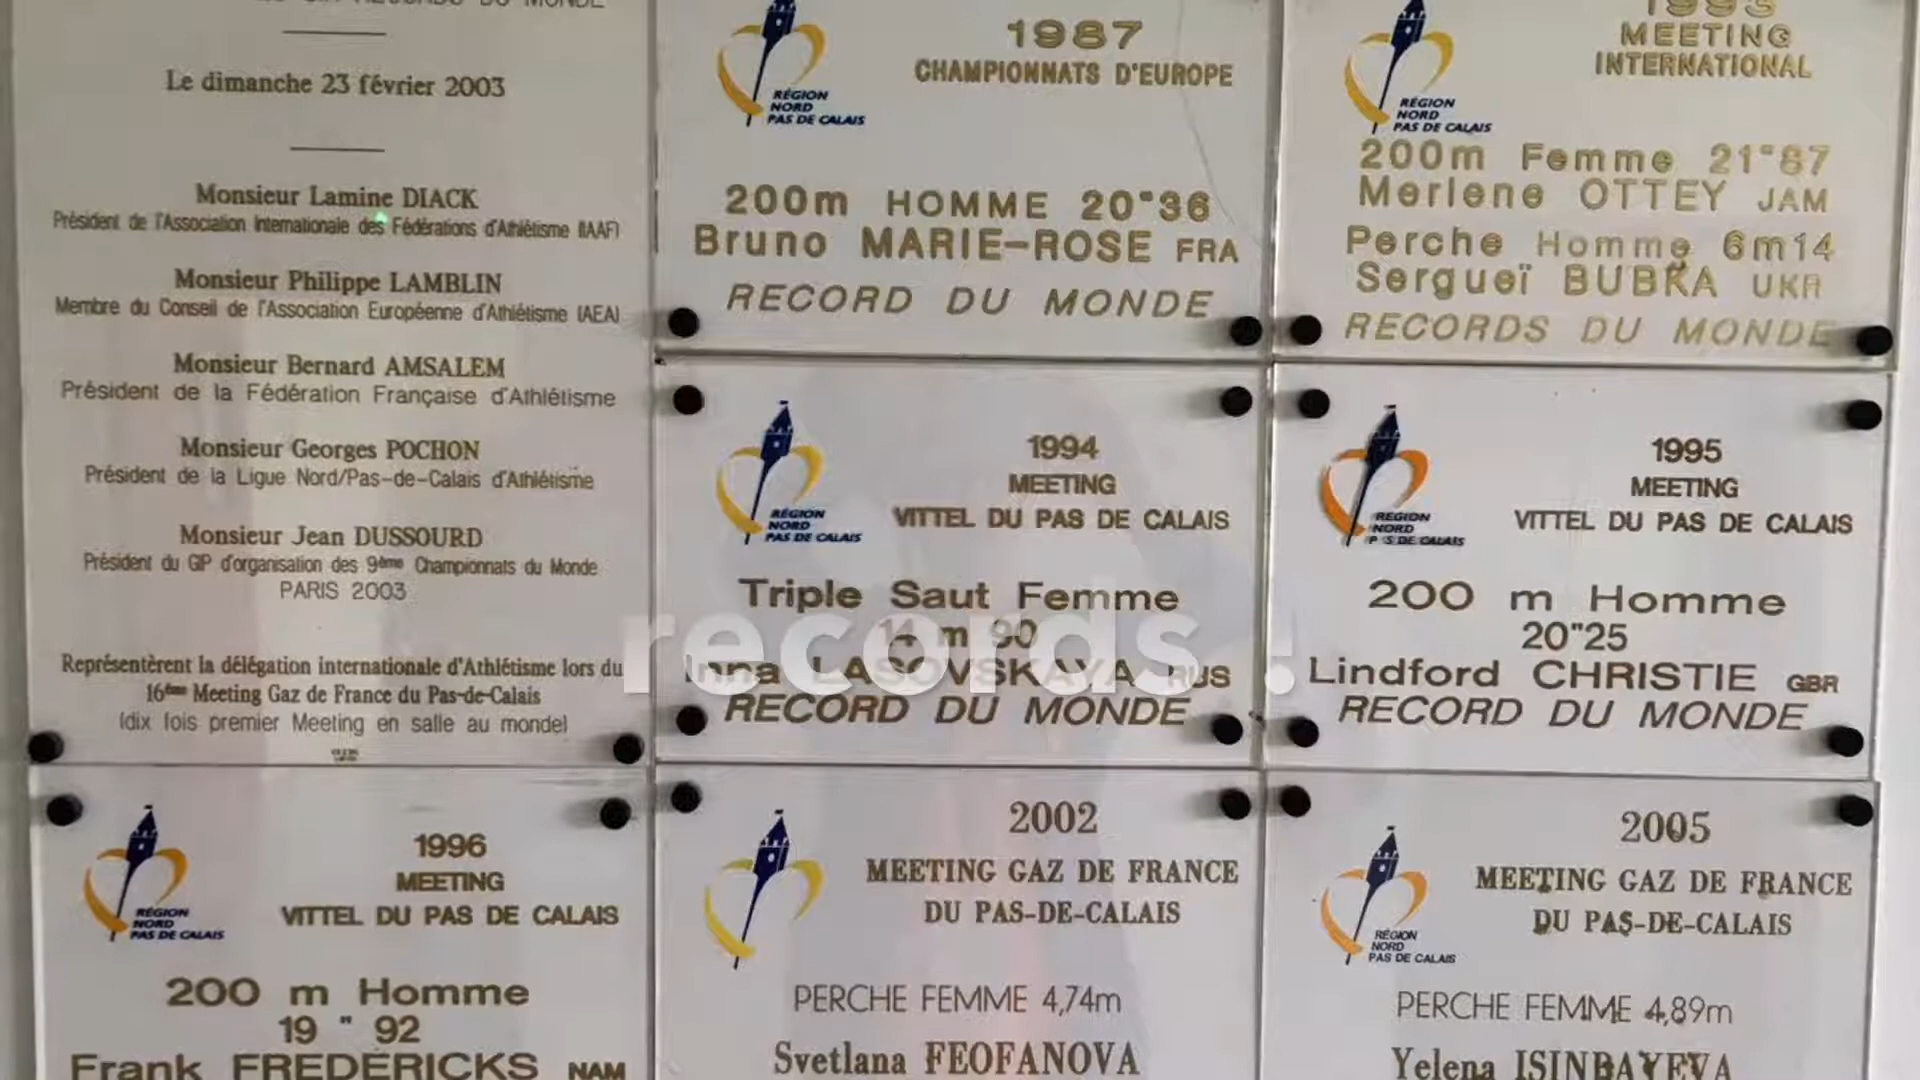 Le dimanche 23 février 2003
Monsieur Lamine DIACK
Président de l'Association Internationale des Fédérations d'Athlétisme (IAAF)
Monsieur Philippe LAMBLIN
Membre du Conseil de l'Association Européenne d'Athlétisme (AEA)
Monsieur Bernard AMSALEM
Président de la Fédération Française d'Athlétisme
Monsieur Georges POCHON
Président de la Ligue Nord/Pas-de-Calais d'Athlétisme
Monsieur Jean DUSSOURD
Président du GIP d'organisation des 9ème Championnats du Monde
PARIS 2003
Représentèrent la délégation internationale d'Athlétisme lors du
16ème Meeting Gaz de France du Pas-de-Calais
(dix fois premier Meeting en salle au monde)
1987
CHAMPIONNATS D'EUROPE
RÉGION
NORD
PAS DE CALAIS
200m HOMME 20"36
Bruno MARIE-ROSE FRA
RECORD DU MONDE
1993
MEETING
INTERNATIONAL
RÉGION
NORD
PAS DE CALAIS
200m Femme 21"87
Merlene OTTEY JAM
Perche Homme 6m14
Sergueï BUBKA UKR
RECORDS DU MONDE
1994
MEETING
VITTEL DU PAS DE CALAIS
RÉGION
NORD
PAS DE CALAIS
Triple Saut Femme
14 m 90
Inna LASOVSKAYA RUS
RECORD DU MONDE
records !
1995
MEETING
VITTEL DU PAS DE CALAIS
RÉGION
NORD
P S DE CALAIS
200 m Homme
20"25
Lindford CHRISTIE GBR
RECORD DU MONDE
1996
MEETING
VITTEL DU PAS DE CALAIS
RÉGION
NORD
PAS DE CALAIS
200 m Homme
19 " 92
Frank FREDERICKS NAM
2002
MEETING GAZ DE FRANCE
DU PAS-DE-CALAIS
PERCHE FEMME 4,74m
Svetlana FEOFANOVA
2005
MEETING GAZ DE FRANCE
DU PAS-DE-CALAIS
RÉGION
NORD
PAS DE CALAIS
PERCHE FEMME 4,89m
Yelena ISINBAYEVA